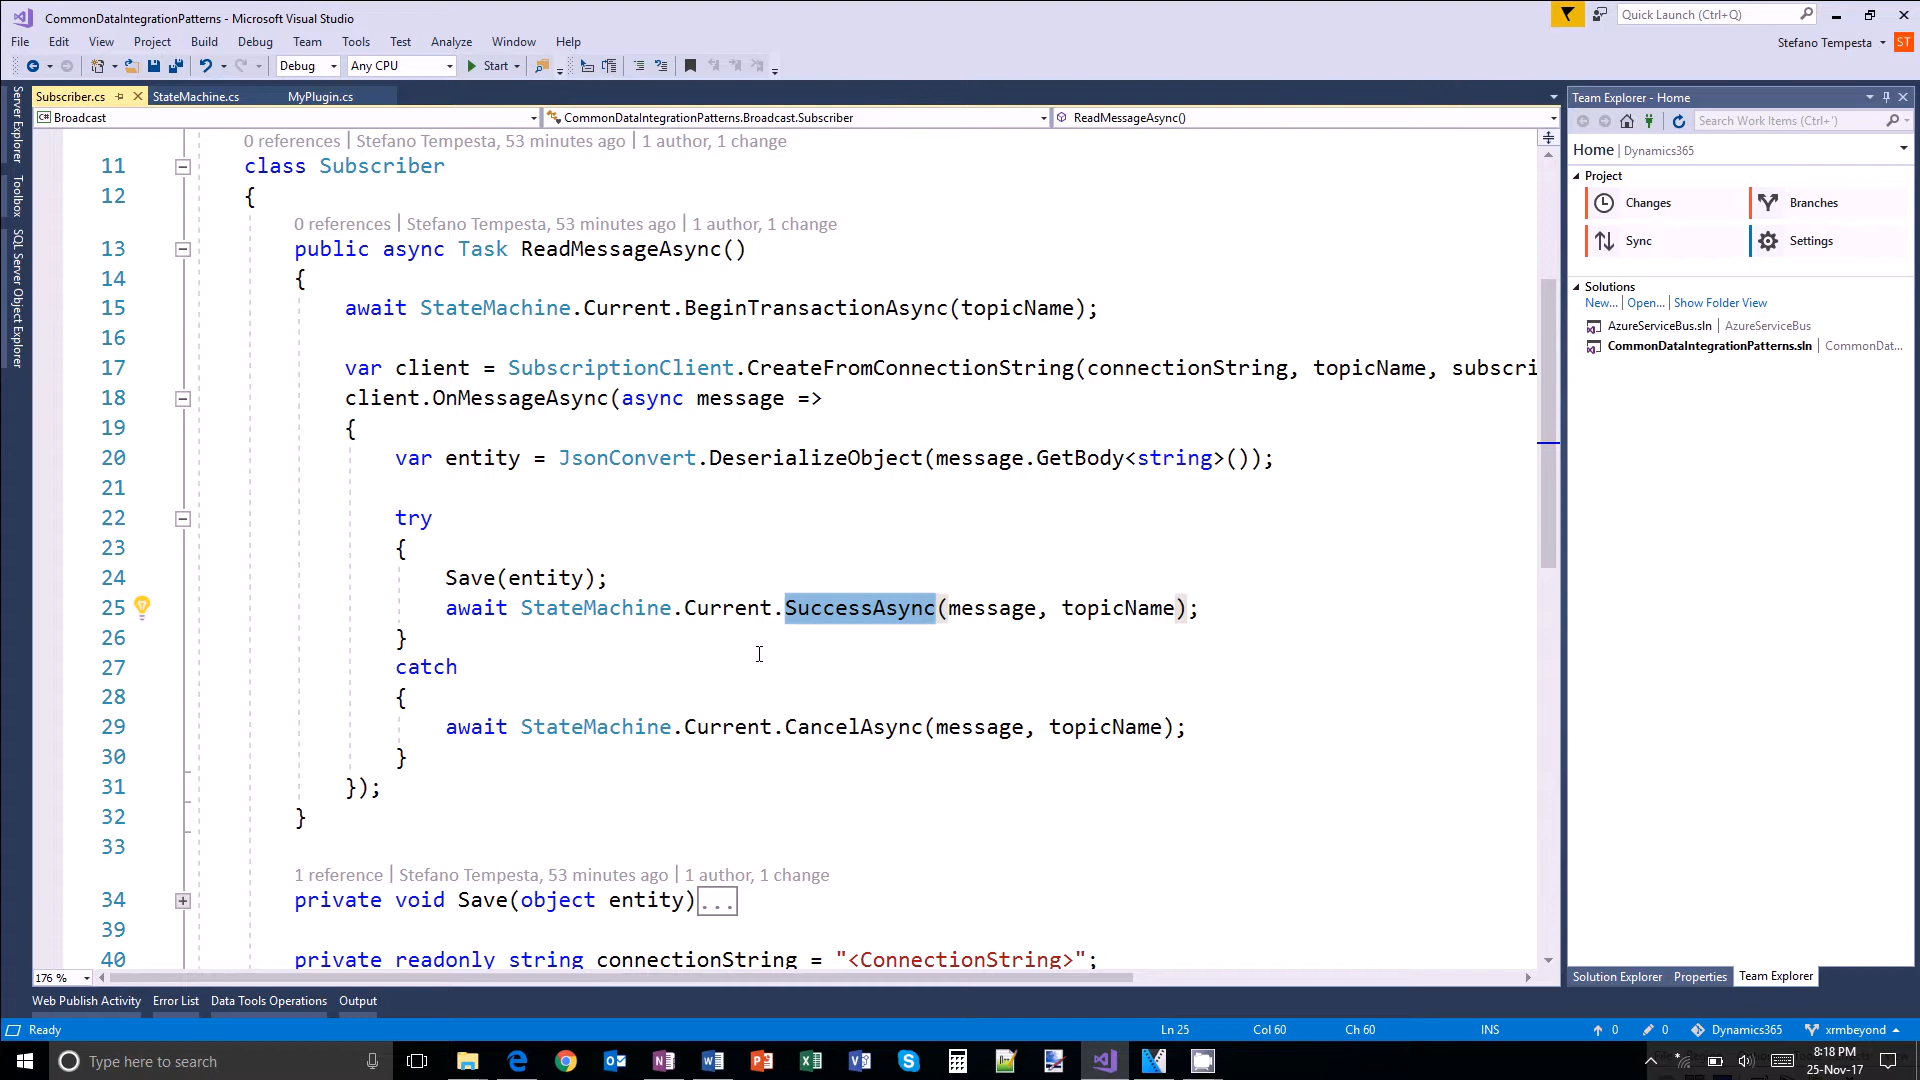 CommonDataIntegrationPatterns - Microsoft Visual Studio
Quick Launch (Ctrl+Q)
File Edit View Project Build Debug Team Tools Test Analyze Window Help
Stefano Tempesta ST
Debug Any CPU Start
Server Explorer
Toolbox
SQL Server Object Explorer
Subscriber.cs StateMachine.cs MyPlugin.cs
C# Broadcast CommonDataIntegrationPatterns.Broadcast.Subscriber ReadMessageAsync()
0 references | Stefano Tempesta, 53 minutes ago | 1 author, 1 change
11 class Subscriber
12 {
0 references | Stefano Tempesta, 53 minutes ago | 1 author, 1 change
13 public async Task ReadMessageAsync()
14 {
15 await StateMachine.Current.BeginTransactionAsync(topicName);
16
17 var client = SubscriptionClient.CreateFromConnectionString(connectionString, topicName, subscri
18 client.OnMessageAsync(async message =>
19 {
20 var entity = JsonConvert.DeserializeObject(message.GetBody<string>());
21
22 try
23 {
24 Save(entity);
25 await StateMachine.Current.SuccessAsync(message, topicName);
26 }
27 catch
28 {
29 await StateMachine.Current.CancelAsync(message, topicName);
30 }
31 });
32 }
33
1 reference | Stefano Tempesta, 53 minutes ago | 1 author, 1 change
34 private void Save(object entity)...
39
40 private readonly string connectionString = "<ConnectionString>";
176 %
Team Explorer - Home
Search Work Items (Ctrl+')
Home | Dynamics365
Project
Changes Branches
Sync Settings
Solutions
New... | Open... | Show Folder View
AzureServiceBus.sln | AzureServiceBus
CommonDataIntegrationPatterns.sln | CommonDat...
Solution Explorer Properties Team Explorer
Web Publish Activity Error List Data Tools Operations Output
Ready Ln 25 Col 60 Ch 60 INS 0 0 Dynamics365 xrmbeyond
Type here to search
8:18 PM
25-Nov-17